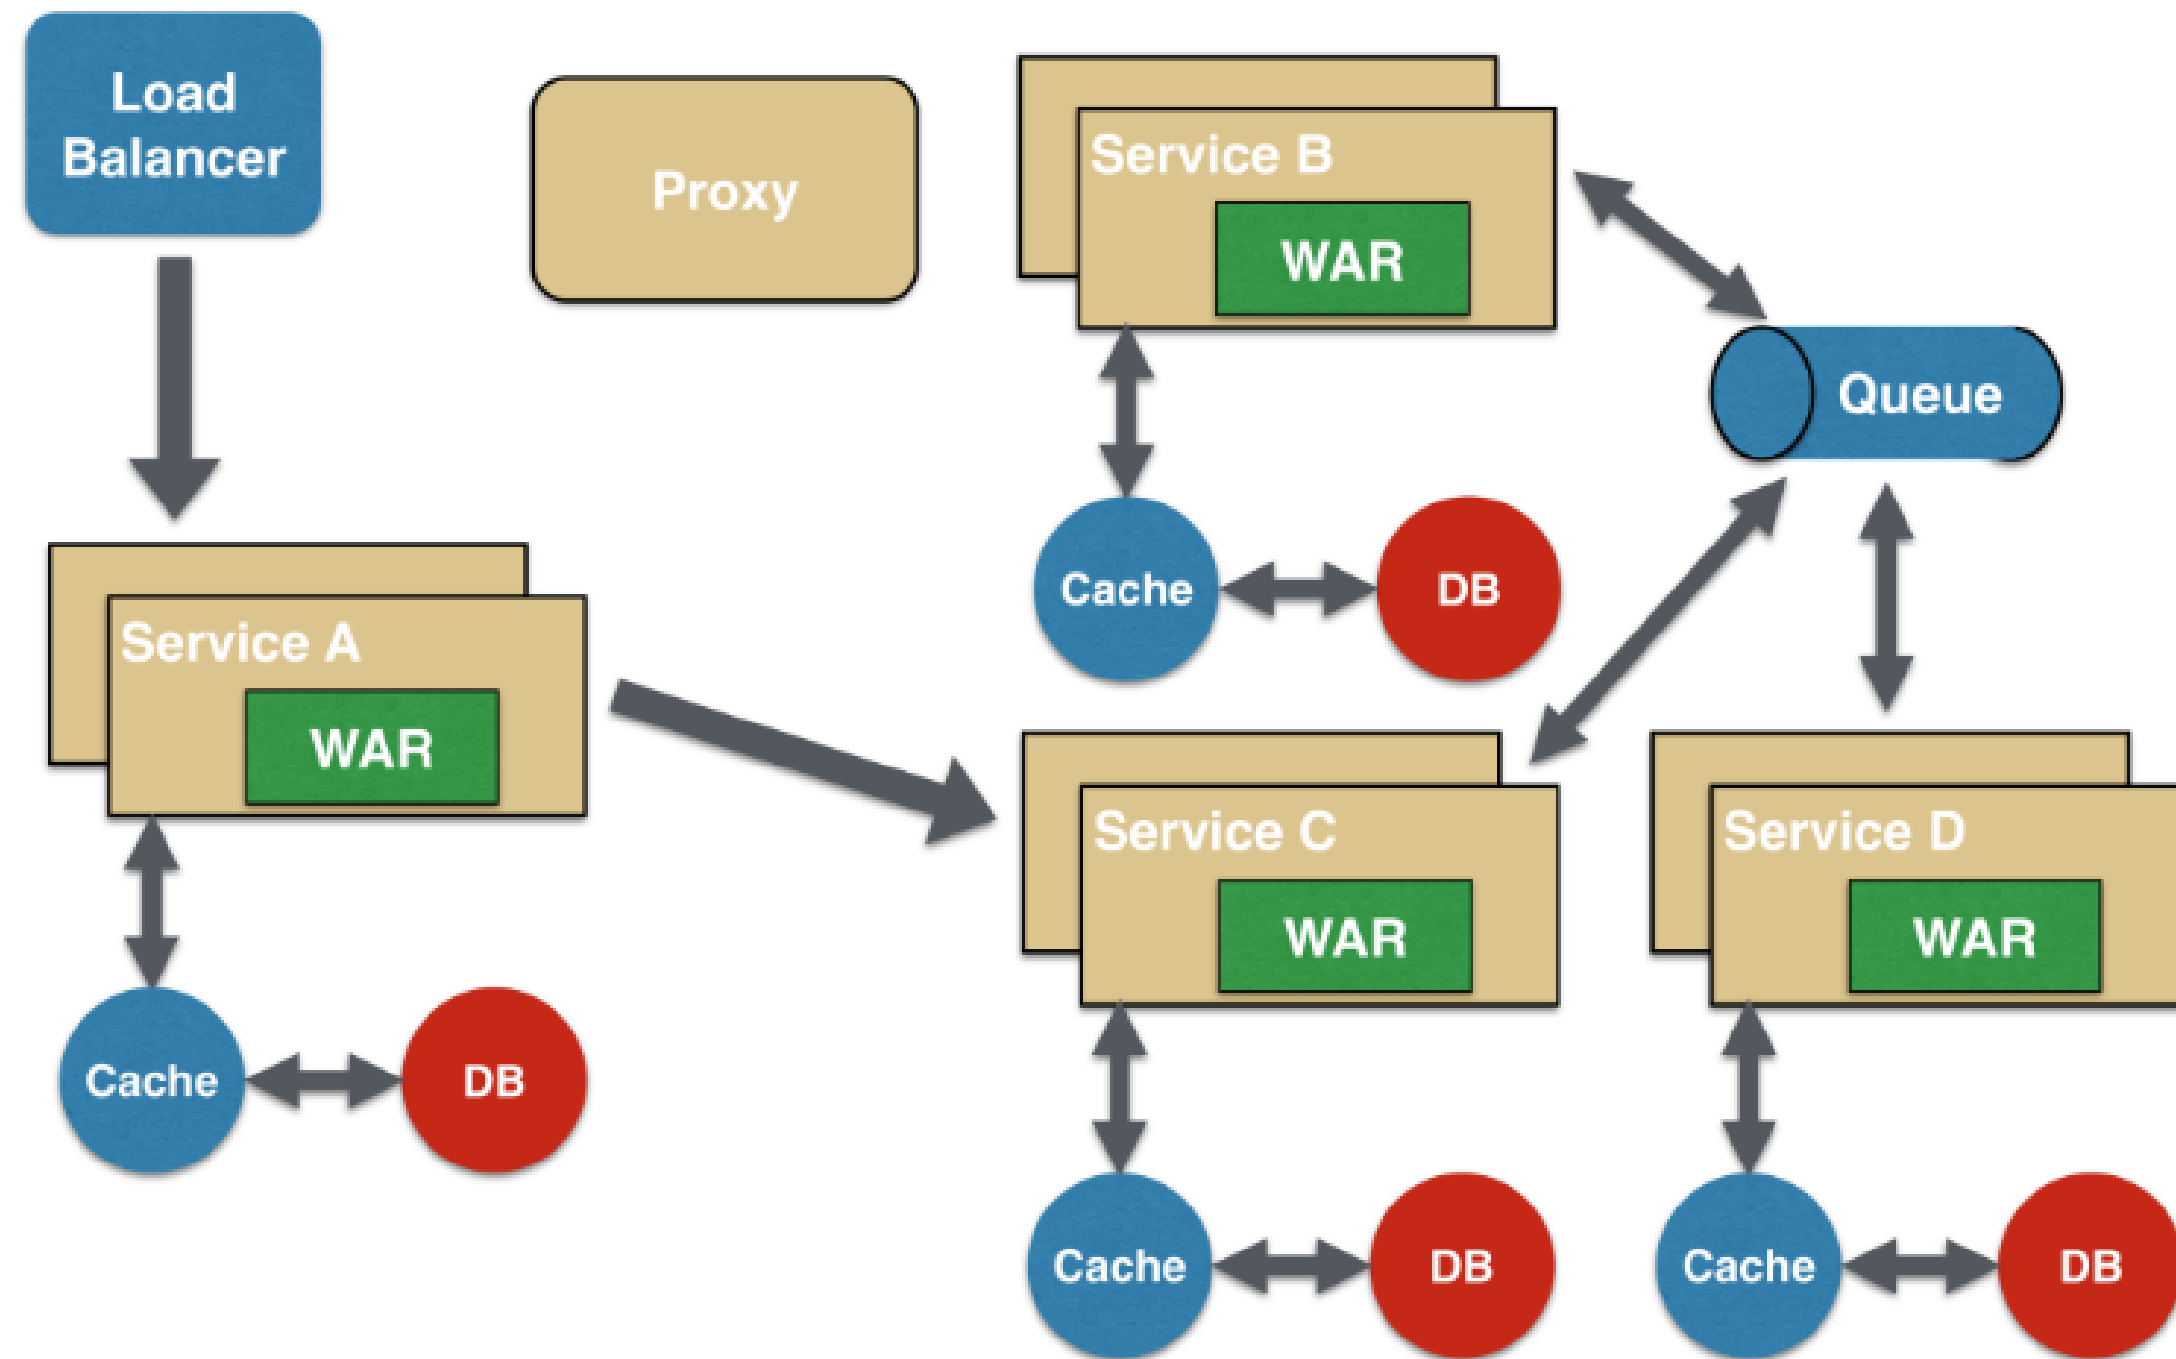 Load
Balancer
Proxy
Service B
WAR
Queue
Cache
DB
Service A
WAR
Cache
DB
Service C
WAR
Cache
DB
Service D
WAR
Cache
DB